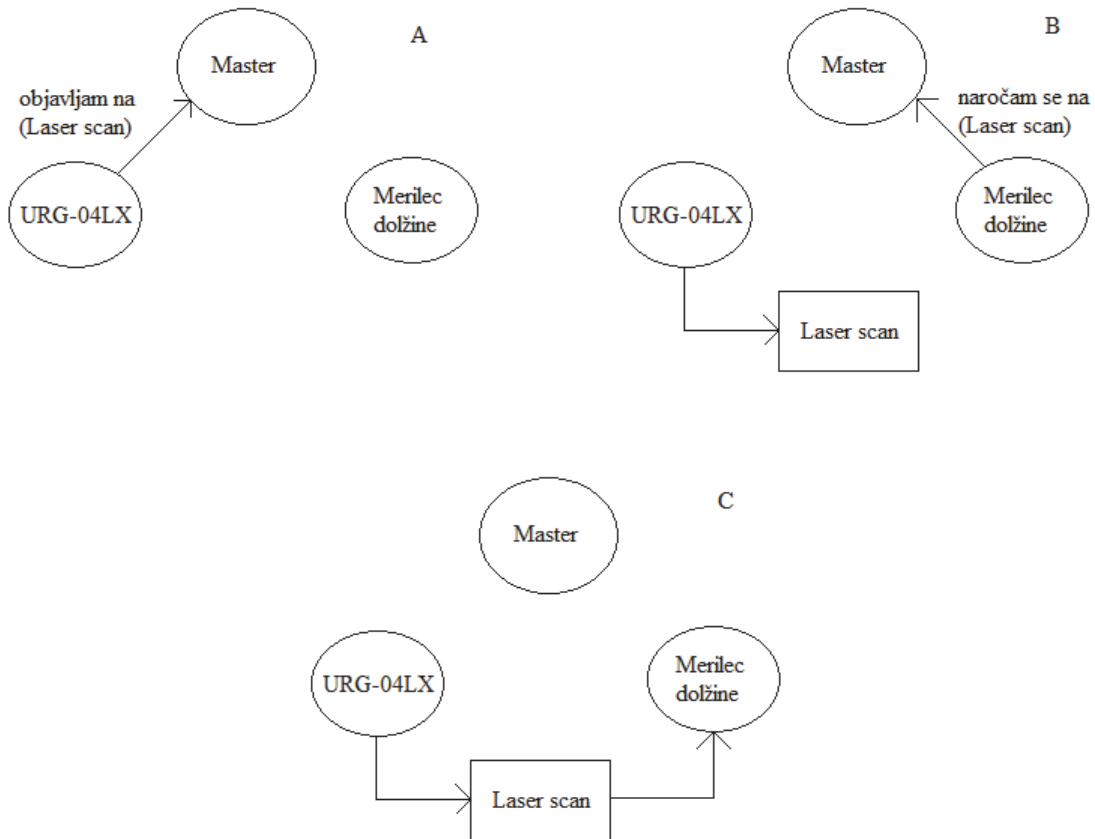 A
Master
objavljam na
(Laser scan)
URG-04LX
Merilec
dolžine
B
Master
naročam se na
(Laser scan)
URG-04LX
Merilec
dolžine
Laser scan
C
Master
URG-04LX
Merilec
dolžine
Laser scan